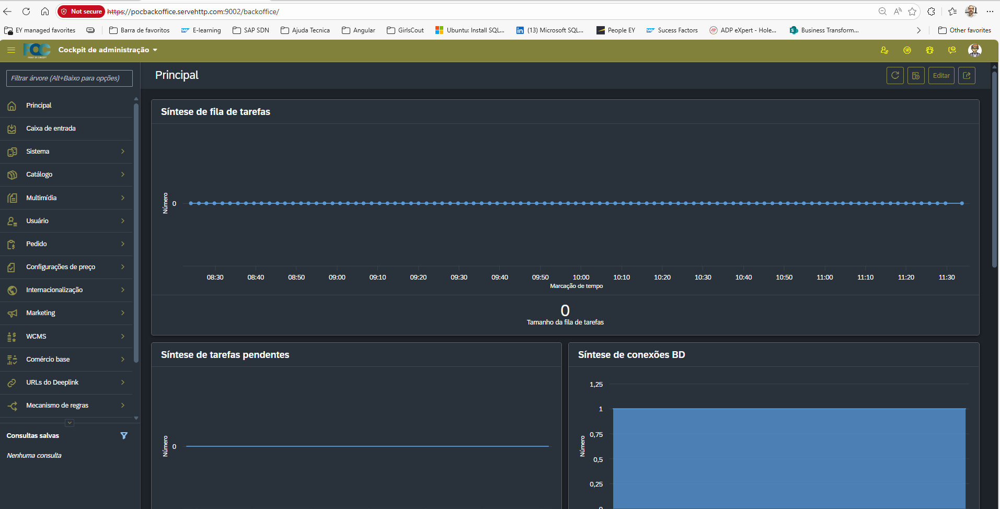 Not secure https://pocbackoffice.servehttp.com:9002/backoffice/
EY managed favorites Barra de favoritos E-learning SAP SDN Ajuda Tecnica Angular GirlsCout Ubuntu: Install SQL... (13) Microsoft SQL... People EY Sucess Factors ADP eXpert - Hole... Business Transform... Other favorites
POC Cockpit de administração
PROOF OF CONCEPT
Filtrar árvore (Alt+Baixo para opções)
Principal
Caixa de entrada
Sistema
Catálogo
Multimídia
Usuário
Pedido
Configurações de preço
Internacionalização
Marketing
WCMS
Comércio base
URLs do Deeplink
Mecanismo de regras
Consultas salvas
Nenhuma consulta
Principal
Editar
Síntese de fila de tarefas
Número
0
08:30 08:40 08:50 09:00 09:10 09:20 09:30 09:40 09:50 10:00 10:10 10:20 10:30 10:40 10:50 11:00 11:10 11:20 11:30
Marcação de tempo
0
Tamanho da fila de tarefas
Síntese de tarefas pendentes
Número
0
Síntese de conexões BD
Número
1,25
1
0,75
0,5
0,25
0